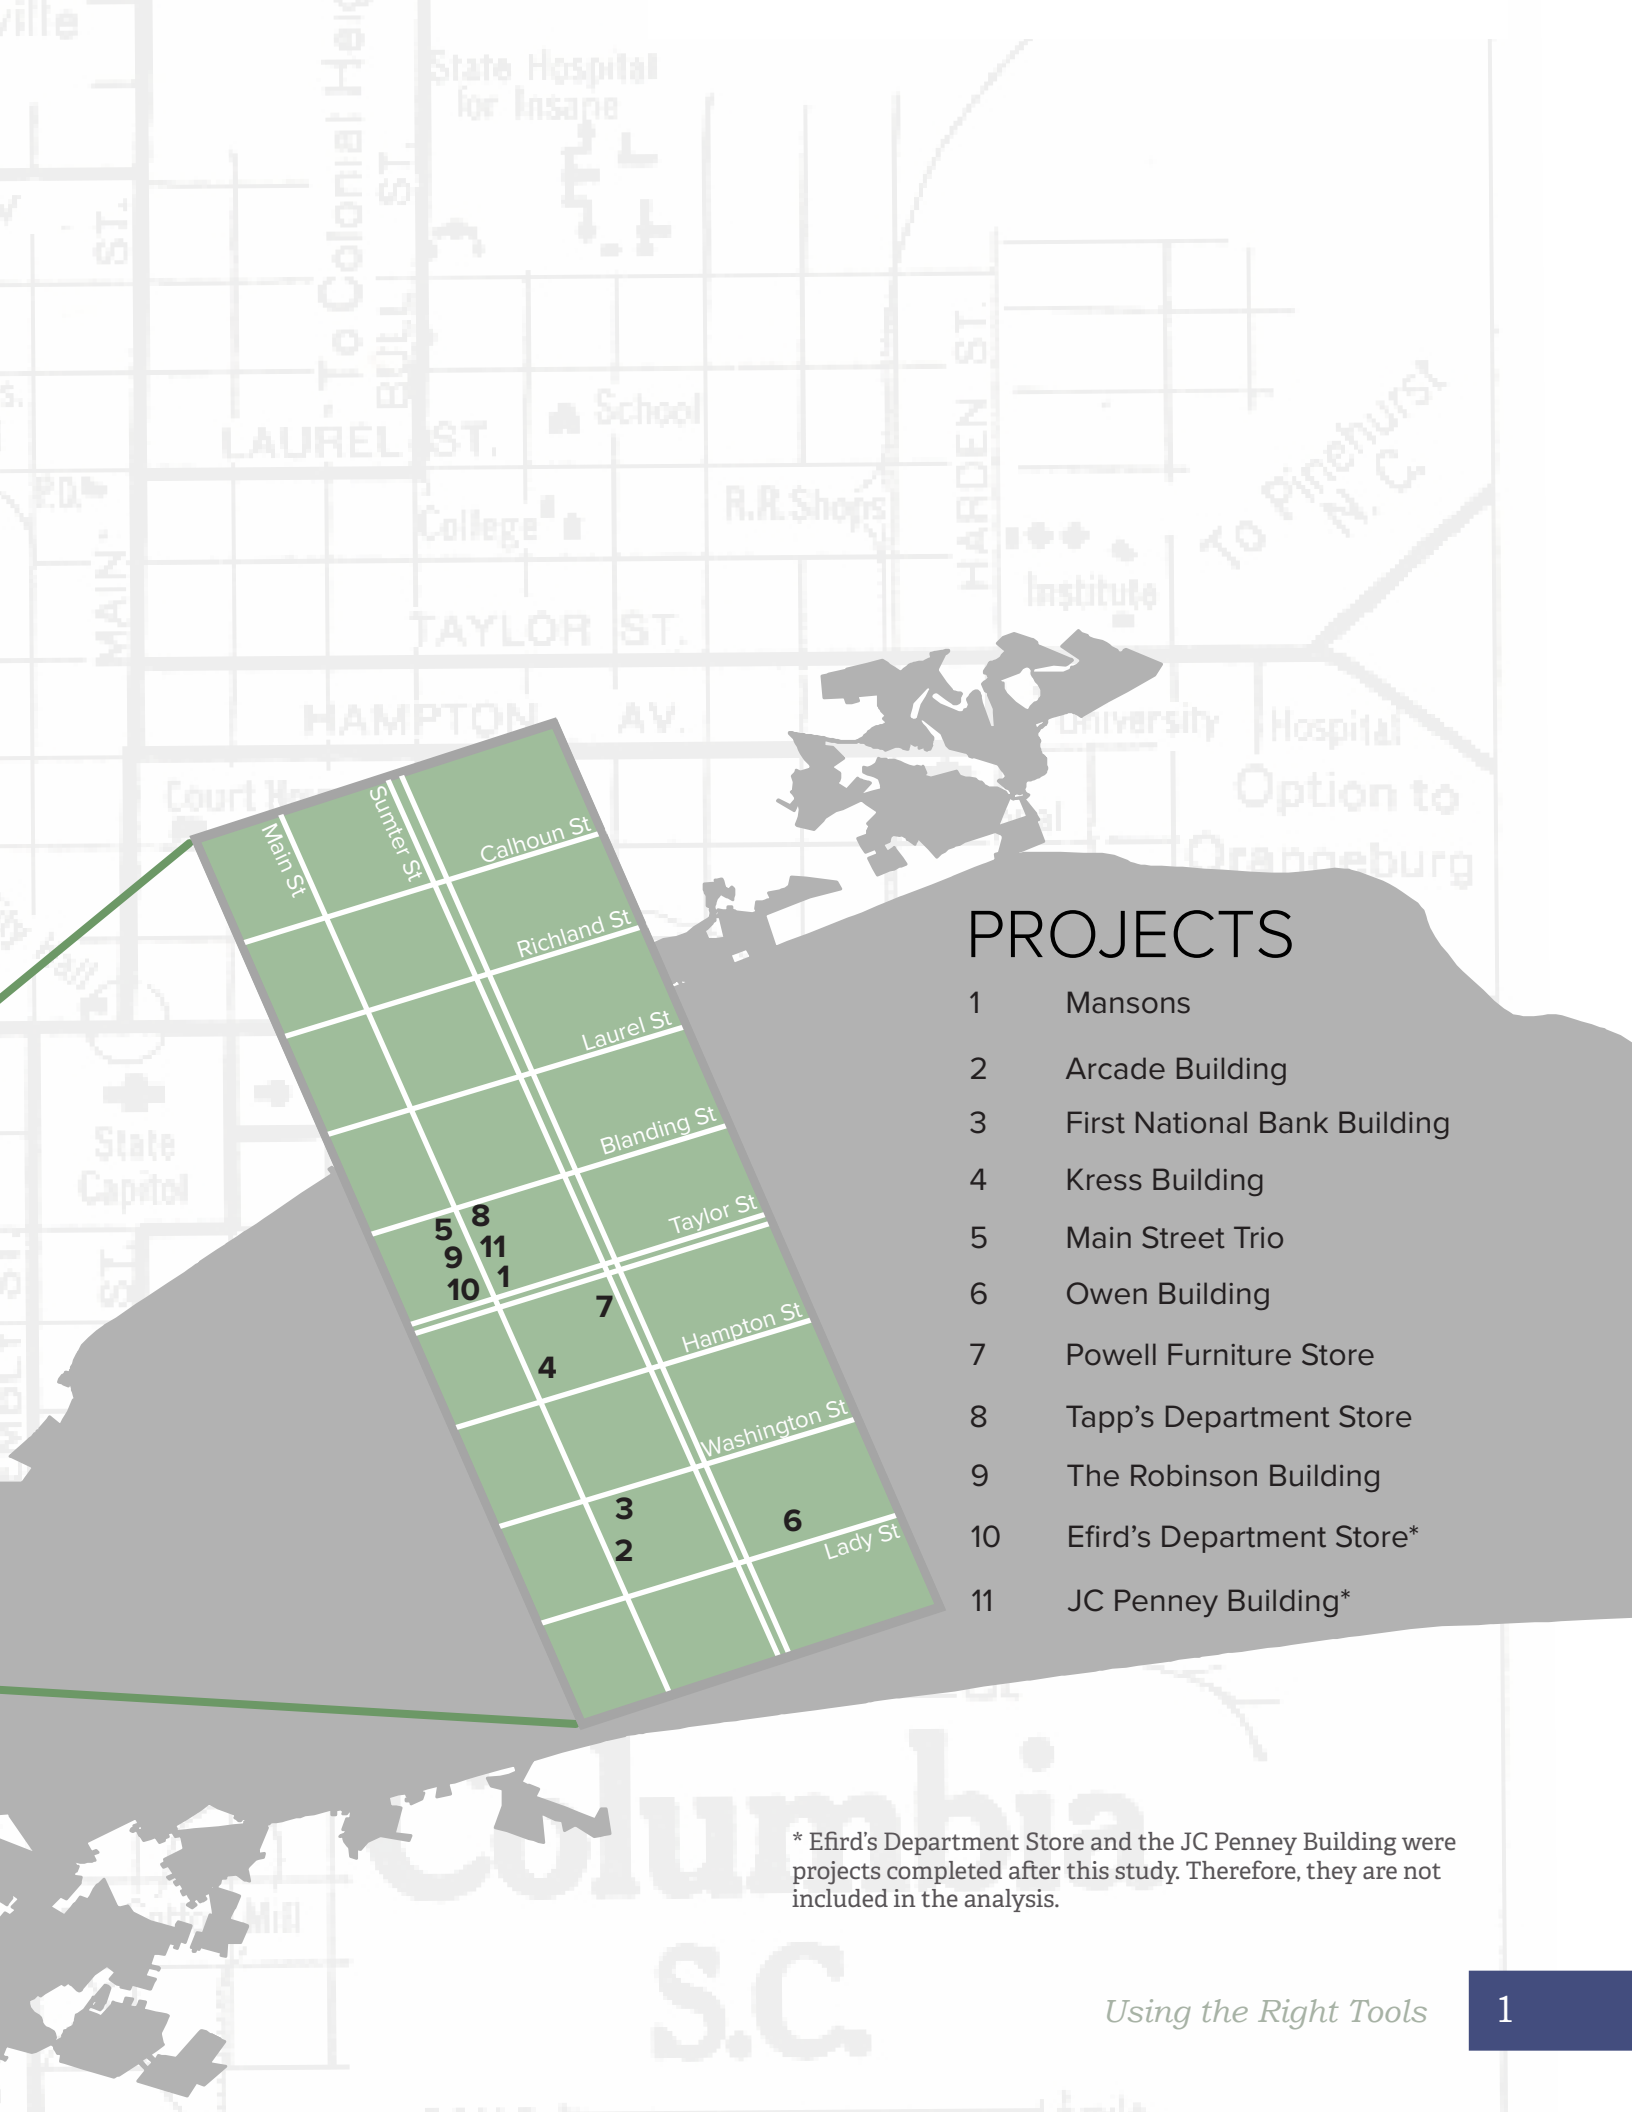 ville
State Hospital
for Insane
To Colonial Hei
BULL ST.
ST.
School
LAUREL ST.
HARDEN ST.
To Pinehurst
N. C.
P.D.
College
R.R. Shops
MAIN
Institute
TAYLOR ST.
HAMPTON AV.
University
Hospital
Court
Option to
Orangeburg
Main St
Sumter St
Calhoun St
Richland St
Laurel St
Blanding St
Taylor St
Hampton St
Washington St
Lady St
State
Capitol
ST.
5
8
9
11
10
1
7
4
3
2
6
PROJECTS
1 Mansons
2 Arcade Building
3 First National Bank Building
4 Kress Building
5 Main Street Trio
6 Owen Building
7 Powell Furniture Store
8 Tapp’s Department Store
9 The Robinson Building
10 Efird’s Department Store*
11 JC Penney Building*
Columbia
S.C.
Mill
* Efird’s Department Store and the JC Penney Building were
projects completed after this study. Therefore, they are not
included in the analysis.
Using the Right Tools
1